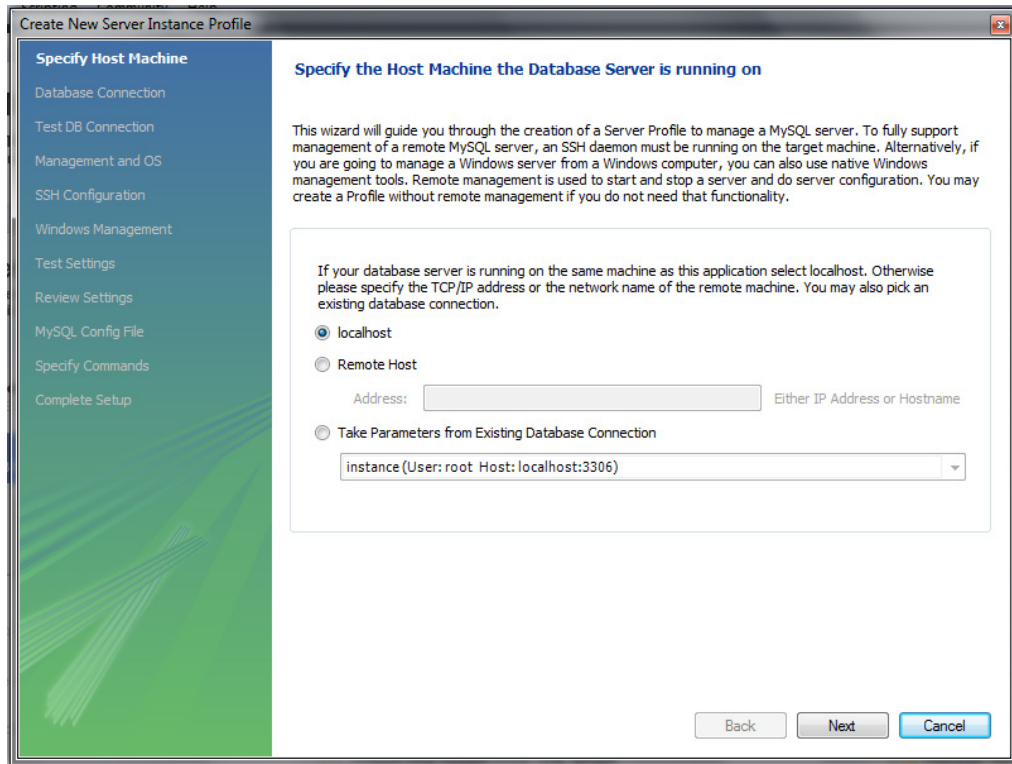 Scripting Community Help
Create New Server Instance Profile
Specify Host Machine
Database Connection
Test DB Connection
Management and OS
SSH Configuration
Windows Management
Test Settings
Review Settings
MySQL Config File
Specify Commands
Complete Setup
Specify the Host Machine the Database Server is running on
This wizard will guide you through the creation of a Server Profile to manage a MySQL server. To fully support
management of a remote MySQL server, an SSH daemon must be running on the target machine. Alternatively, if
you are going to manage a Windows server from a Windows computer, you can also use native Windows
management tools. Remote management is used to start and stop a server and do server configuration. You may
create a Profile without remote management if you do not need that functionality.
If your database server is running on the same machine as this application select localhost. Otherwise
please specify the TCP/IP address or the network name of the remote machine. You may also pick an
existing database connection.
localhost
Remote Host
Address: Either IP Address or Hostname
Take Parameters from Existing Database Connection
instance (User: root Host: localhost:3306)
Back Next Cancel